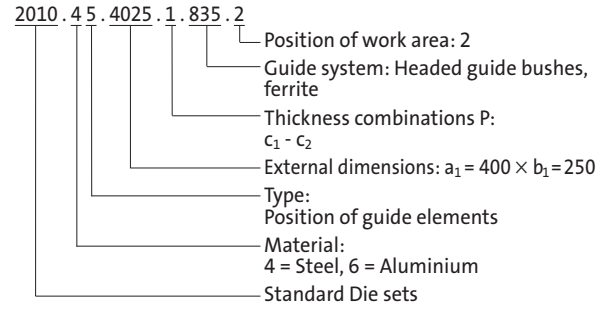 2010.45.4025.1.835.2
Position of work area: 2
Guide system: Headed guide bushes,
ferrite
Thickness combinations P:
c₁ - c₂
External dimensions: a₁ = 400 × b₁ = 250
Type:
Position of guide elements
Material:
4 = Steel, 6 = Aluminium
Standard Die sets